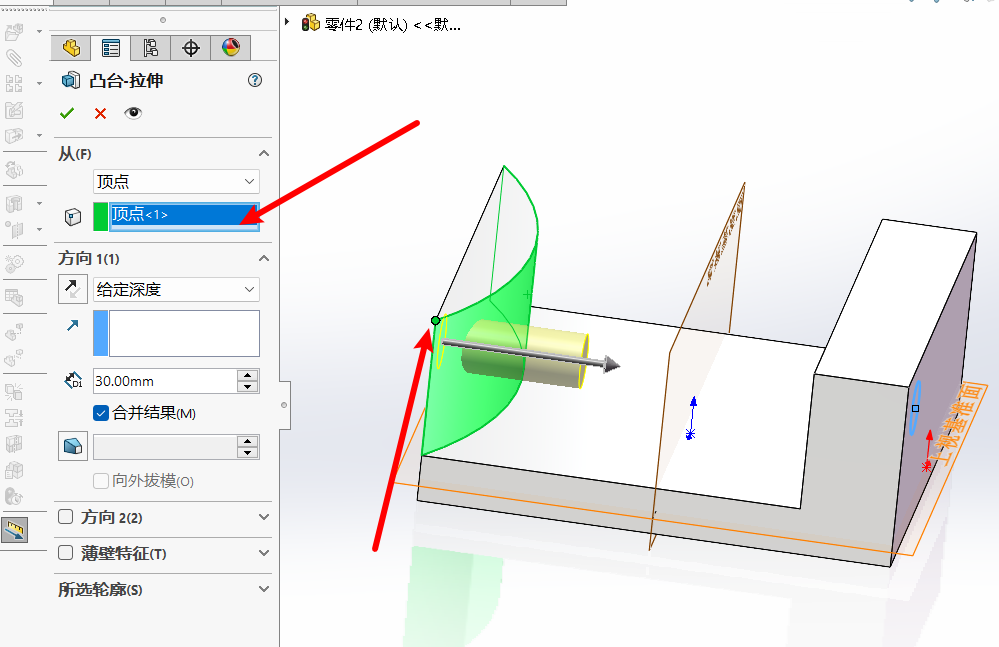 零件2 (默认) <<默...
凸台-拉伸
从(F)
顶点
顶点<1>
方向 1(1)
给定深度
D1
30.00mm
合并结果(M)
向外拔模(O)
方向 2(2)
薄壁特征(T)
所选轮廓(S)
上视基准面